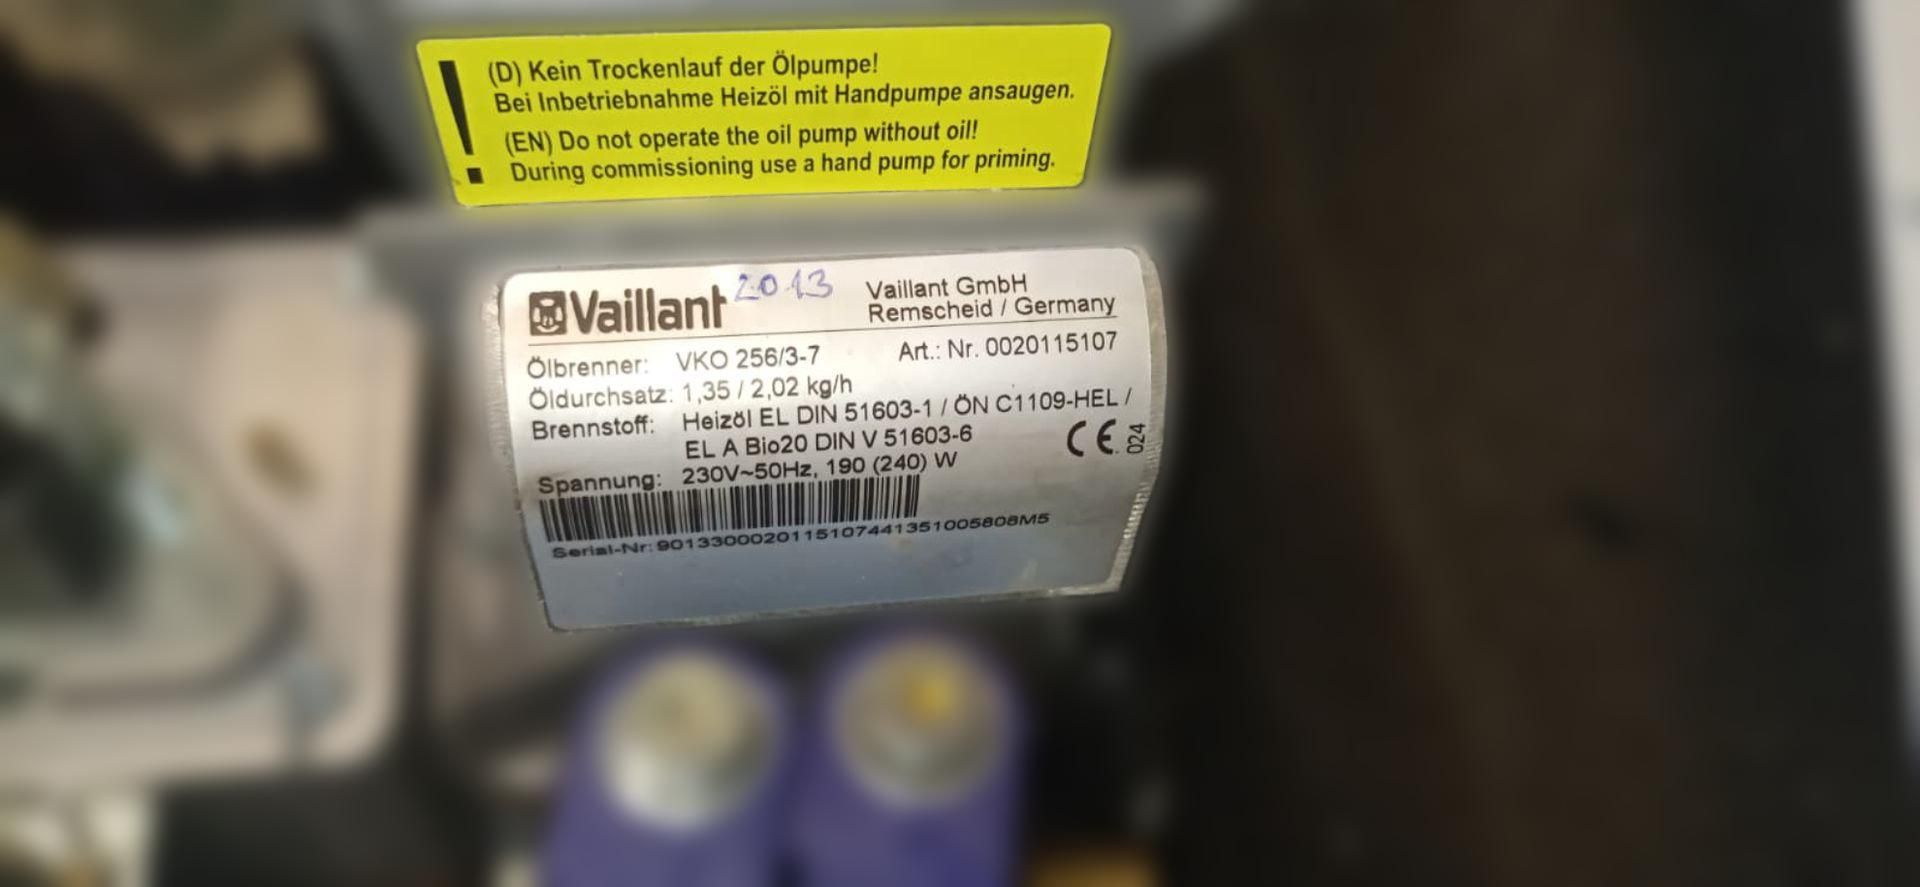 (D) Kein Trockenlauf der Ölpumpe!
Bei Inbetriebnahme Heizöl mit Handpumpe ansaugen.
(EN) Do not operate the oil pump without oil!
During commissioning use a hand pump for priming.
Vaillant 2013 Vaillant GmbH
Remscheid / Germany
Ölbrenner: VKO 256/3-7 Art.: Nr. 0020115107
Öldurchsatz: 1,35 / 2,02 kg/h
Brennstoff: Heizöl EL DIN 51603-1 / ÖN C1109-HEL /
EL A Bio20 DIN V 51603-6
CE 024
Spannung: 230V~50Hz, 190 (240) W
Serial-Nr: 9013300020115107441351005808M5